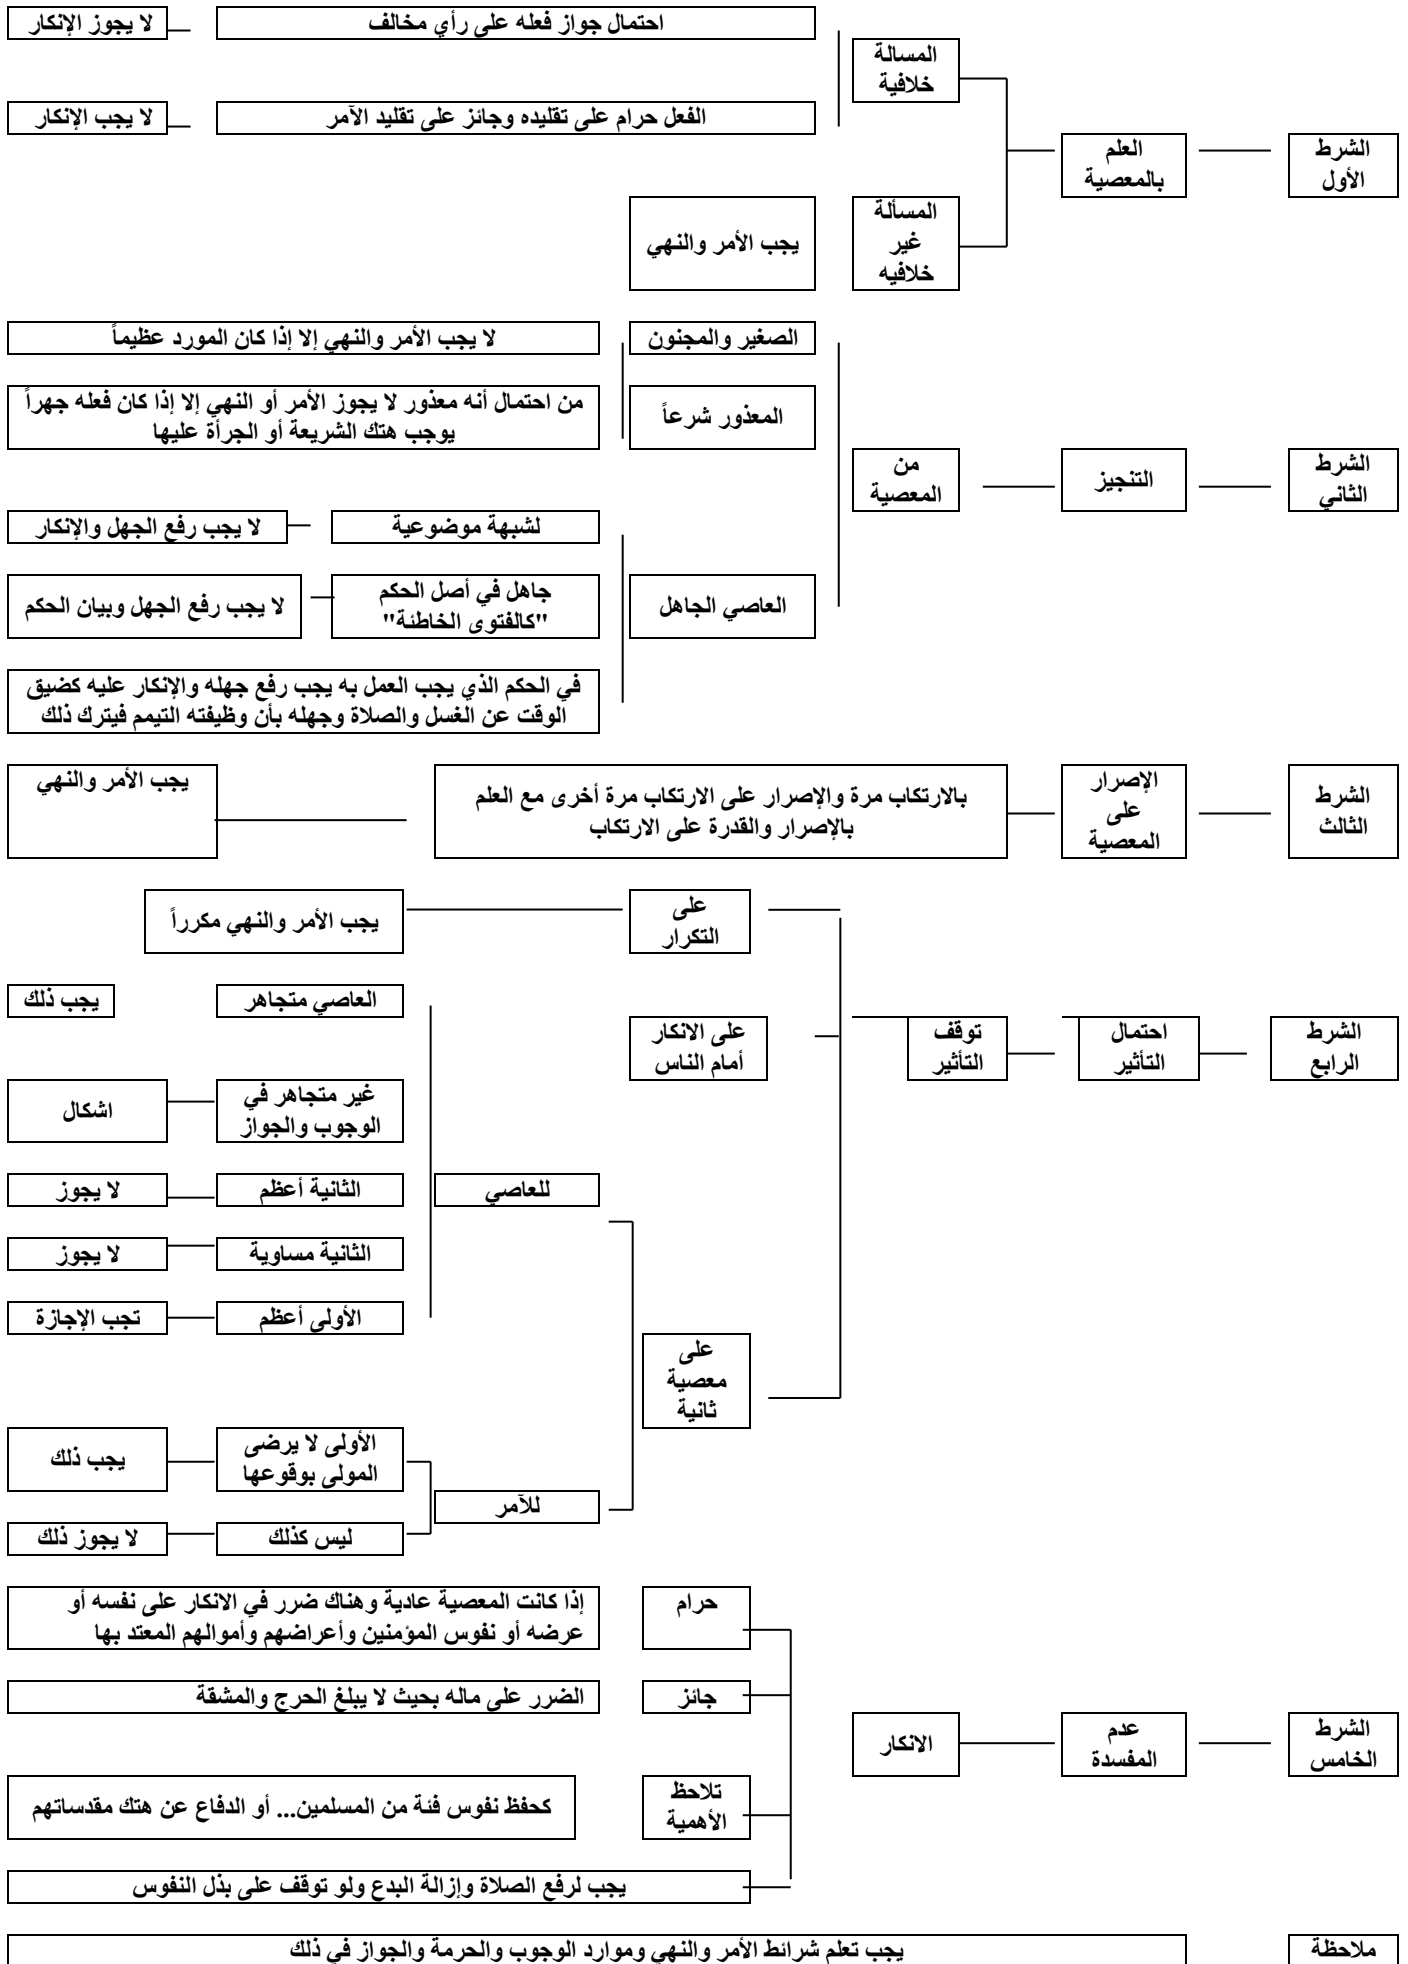 الشرط
الأول
العلم
بالمعصية
المسالة
خلافية
احتمال جواز فعله على رأي مخالف
لا يجوز الإنكار
الفعل حرام على تقليده وجائز على تقليد الآمر
لا يجب الإنكار
المسألة
غير
خلافيه
يجب الأمر والنهي
الشرط
الثاني
التنجيز
من
المعصية
الصغير والمجنون
لا يجب الأمر والنهي إلا إذا كان المورد عظيماً
المعذور شرعاً
من احتمال أنه معذور لا يجوز الأمر أو النهي إلا إذا كان فعله جهراً
يوجب هتك الشريعة أو الجرأة عليها
العاصي الجاهل
لشبهة موضوعية
لا يجب رفع الجهل والإنكار
جاهل في أصل الحكم
"كالفتوى الخاطئة"
لا يجب رفع الجهل وبيان الحكم
في الحكم الذي يجب العمل به يجب رفع جهله والإنكار عليه كضيق
الوقت عن الغسل والصلاة وجهله بأن وظيفته التيمم فيترك ذلك
الشرط
الثالث
الإصرار
على
المعصية
بالارتكاب مرة والإصرار على الارتكاب مرة أخرى مع العلم
بالإصرار والقدرة على الارتكاب
يجب الأمر والنهي
الشرط
الرابع
احتمال
التأثير
توقف
التأثير
على
التكرار
يجب الأمر والنهي مكرراً
على الانكار
أمام الناس
العاصي متجاهر
يجب ذلك
غير متجاهر في
الوجوب والجواز
اشكال
على
معصية
ثانية
للعاصي
الثانية أعظم
لا يجوز
الثانية مساوية
لا يجوز
الأولى أعظم
تجب الإجازة
للآمر
الأولى لا يرضى
المولى بوقوعها
يجب ذلك
ليس كذلك
لا يجوز ذلك
الشرط
الخامس
عدم
المفسدة
الانكار
حرام
إذا كانت المعصية عادية وهناك ضرر في الانكار على نفسه أو
عرضه أو نفوس المؤمنين وأعراضهم وأموالهم المعتد بها
جائز
الضرر على ماله بحيث لا يبلغ الحرج والمشقة
تلاحظ
الأهمية
كحفظ نفوس فئة من المسلمين... أو الدفاع عن هتك مقدساتهم
يجب لرفع الصلاة وإزالة البدع ولو توقف على بذل النفوس
ملاحظة
يجب تعلم شرائط الأمر والنهي وموارد الوجوب والحرمة والجواز في ذلك